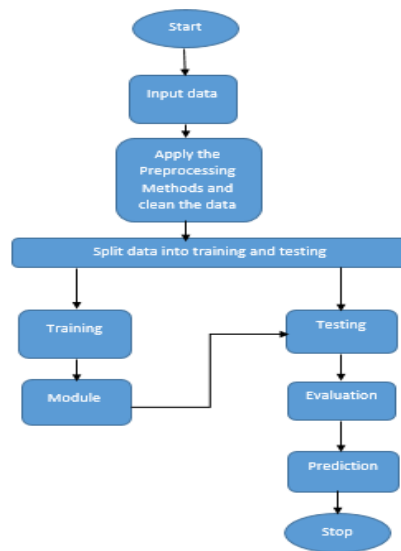 Start
Input data
Apply the
Preprocessing
Methods and
clean the data
Split data into training and testing
Training
Testing
Module
Evaluation
Prediction
Stop